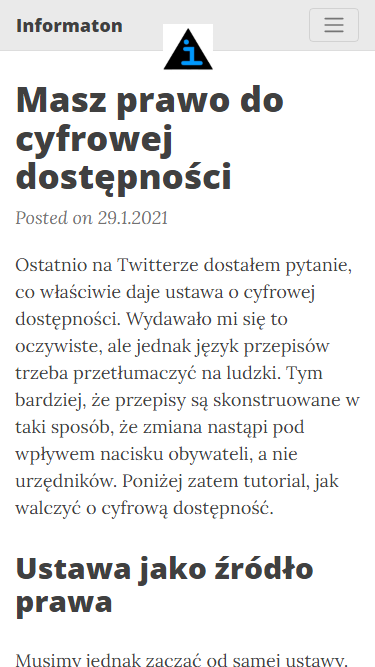 Informaton
i
Masz prawo do
cyfrowej
dostępności
Posted on 29.1.2021
Ostatnio na Twitterze dostałem pytanie,
co właściwie daje ustawa o cyfrowej
dostępności. Wydawało mi się to
oczywiste, ale jednak język przepisów
trzeba przetłumaczyć na ludzki. Tym
bardziej, że przepisy są skonstruowane w
taki sposób, że zmiana nastąpi pod
wpływem nacisku obywateli, a nie
urzędników. Poniżej zatem tutorial, jak
walczyć o cyfrową dostępność.
Ustawa jako źródło
prawa
Musimy jednak zacząć od samej ustawy.